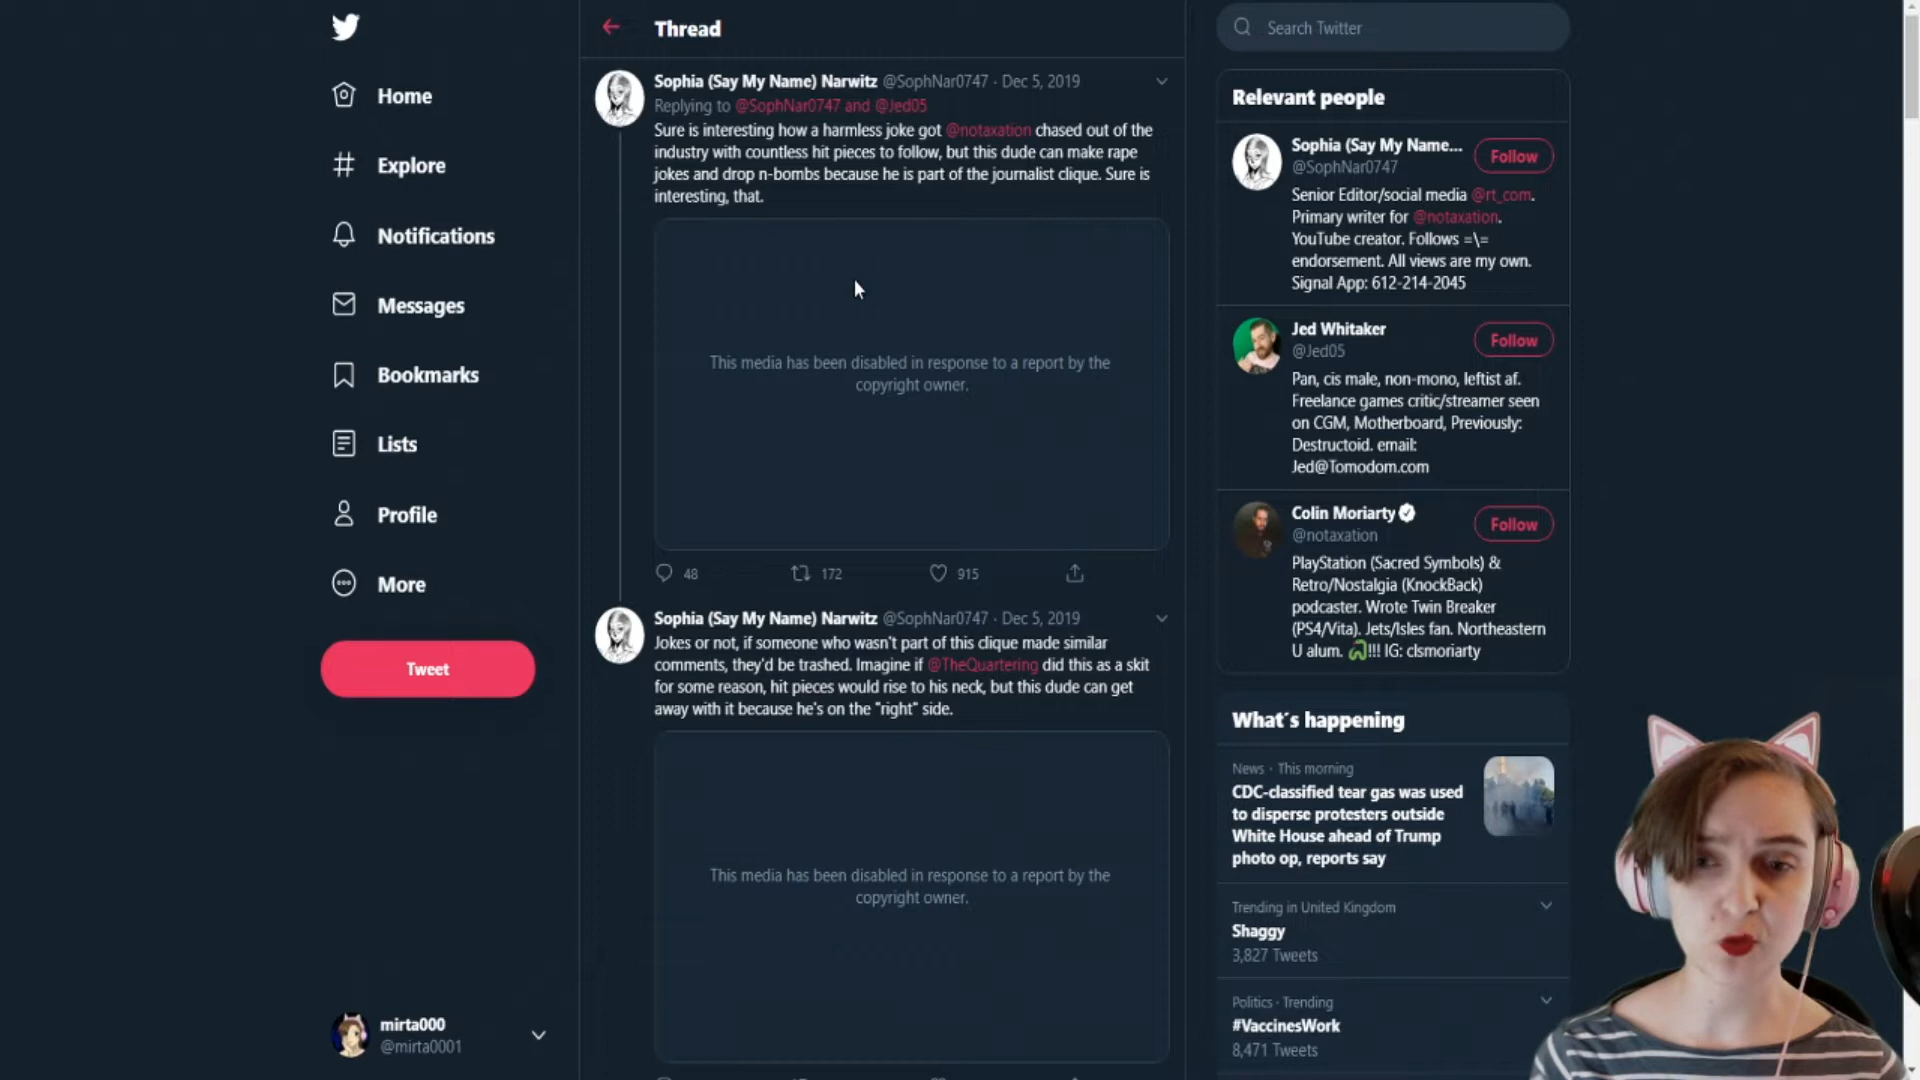 Home
Explore
Notifications
Messages
Bookmarks
Lists
Profile
More
Tweet
mirta000
@mirta0001
Thread
Sophia (Say My Name) Narwitz @SophNar0747 · Dec 5, 2019
Replying to @SophNar0747 and @Jed05
Sure is interesting how a harmless joke got @notaxation chased out of the
industry with countless hit pieces to follow, but this dude can make rape
jokes and drop n-bombs because he is part of the journalist clique. Sure is
interesting, that.
This media has been disabled in response to a report by the
copyright owner.
48 172 915
Sophia (Say My Name) Narwitz @SophNar0747 · Dec 5, 2019
Jokes or not, if someone who wasn't part of this clique made similar
comments, they'd be trashed. Imagine if @TheQuartering did this as a skit
for some reason, hit pieces would rise to his neck, but this dude can get
away with it because he's on the "right" side.
This media has been disabled in response to a report by the
copyright owner.
Search Twitter
Relevant people
Sophia (Say My Name...
@SophNar0747
Follow
Senior Editor/social media @rt_com.
Primary writer for @notaxation.
YouTube creator. Follows =\=
endorsement. All views are my own.
Signal App: 612-214-2045
Jed Whitaker
@Jed05
Follow
Pan, cis male, non-mono, leftist af.
Freelance games critic/streamer seen
on CGM, Motherboard, Previously:
Destructoid. email:
Jed@Tomodom.com
Colin Moriarty
@notaxation
Follow
PlayStation (Sacred Symbols) &
Retro/Nostalgia (KnockBack)
podcaster. Wrote Twin Breaker
(PS4/Vita). Jets/Isles fan. Northeastern
U alum. !!! IG: clsmoriarty
What´s happening
News · This morning
CDC-classified tear gas was used
to disperse protesters outside
White House ahead of Trump
photo op, reports say
Trending in United Kingdom
Shaggy
3,827 Tweets
Politics · Trending
#VaccinesWork
8,471 Tweets